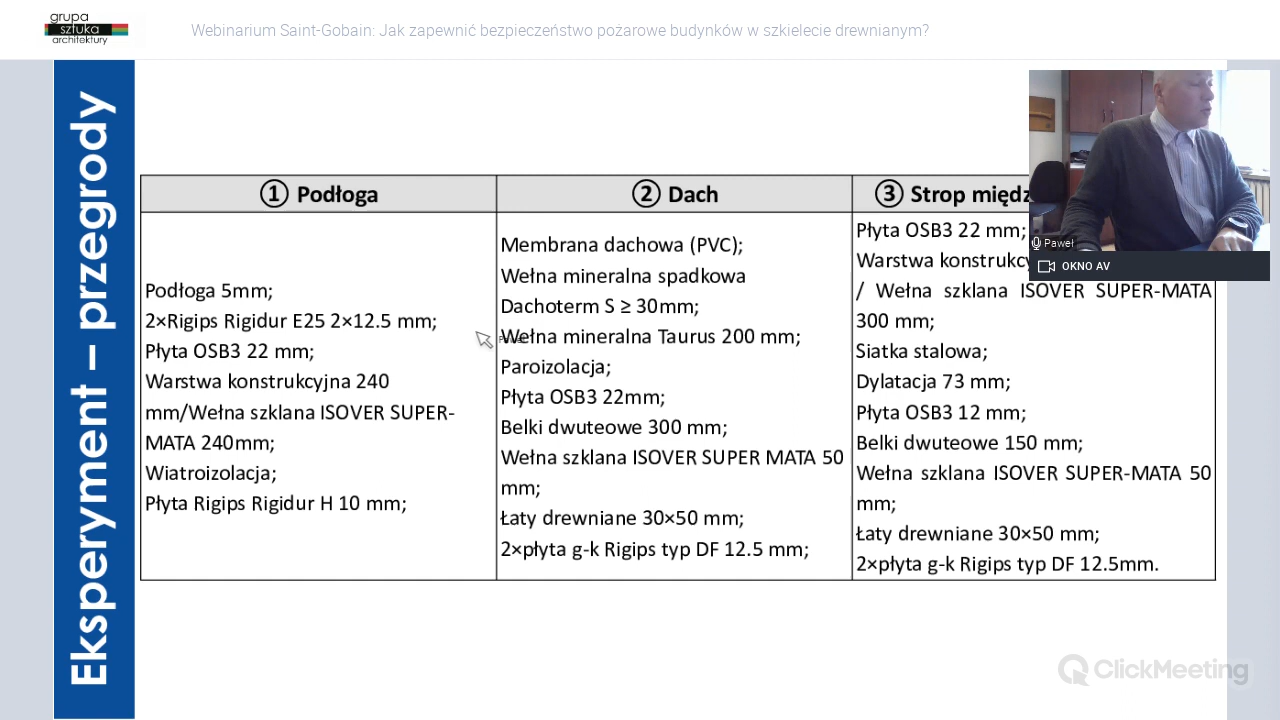 grupa
sztuka
architektury
Webinarium Saint-Gobain: Jak zapewnić bezpieczeństwo pożarowe budynków w szkielecie drewnianym?
Eksperyment – przegrody
① Podłoga
Podłoga 5mm;
2×Rigips Rigidur E25 2×12.5 mm;
Płyta OSB3 22 mm;
Warstwa konstrukcyjna 240
mm/Wełna szklana ISOVER SUPER-
MATA 240mm;
Wiatroizolacja;
Płyta Rigips Rigidur H 10 mm;
② Dach
Membrana dachowa (PVC);
Wełna mineralna spadkowa
Dachoterm S ≥ 30mm;
Wełna mineralna Taurus 200 mm;
Paroizolacja;
Płyta OSB3 22mm;
Belki dwuteowe 300 mm;
Wełna szklana ISOVER SUPER MATA 50
mm;
Łaty drewniane 30×50 mm;
2×płyta g-k Rigips typ DF 12.5 mm;
③ Strop międz
Płyta OSB3 22 mm;
Warstwa konstrukcy
/ Wełna szklana ISOVER SUPER-MATA
300 mm;
Siatka stalowa;
Dylatacja 73 mm;
Płyta OSB3 12 mm;
Belki dwuteowe 150 mm;
Wełna szklana ISOVER SUPER-MATA 50
mm;
Łaty drewniane 30×50 mm;
2×płyta g-k Rigips typ DF 12.5mm.
Paweł
OKNO AV
ClickMeeting